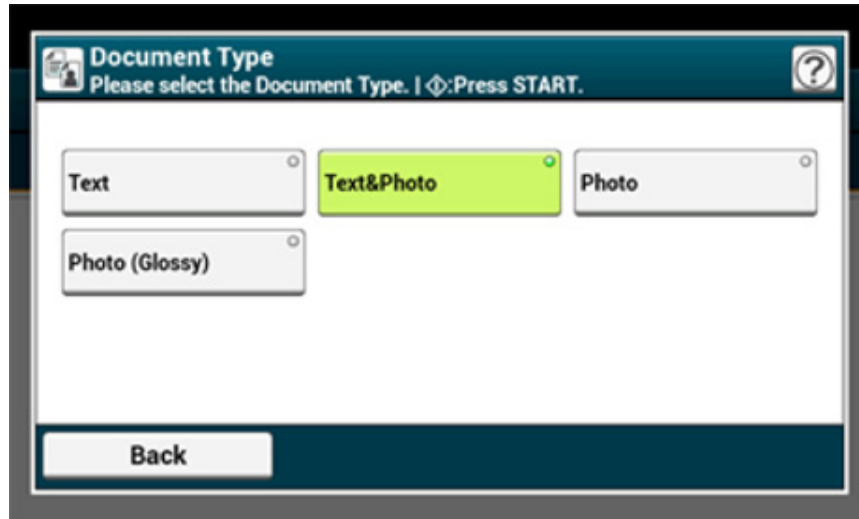 Document Type
Please select the Document Type. | :Press START.
?
Text
Text&Photo
Photo
Photo (Glossy)
Back